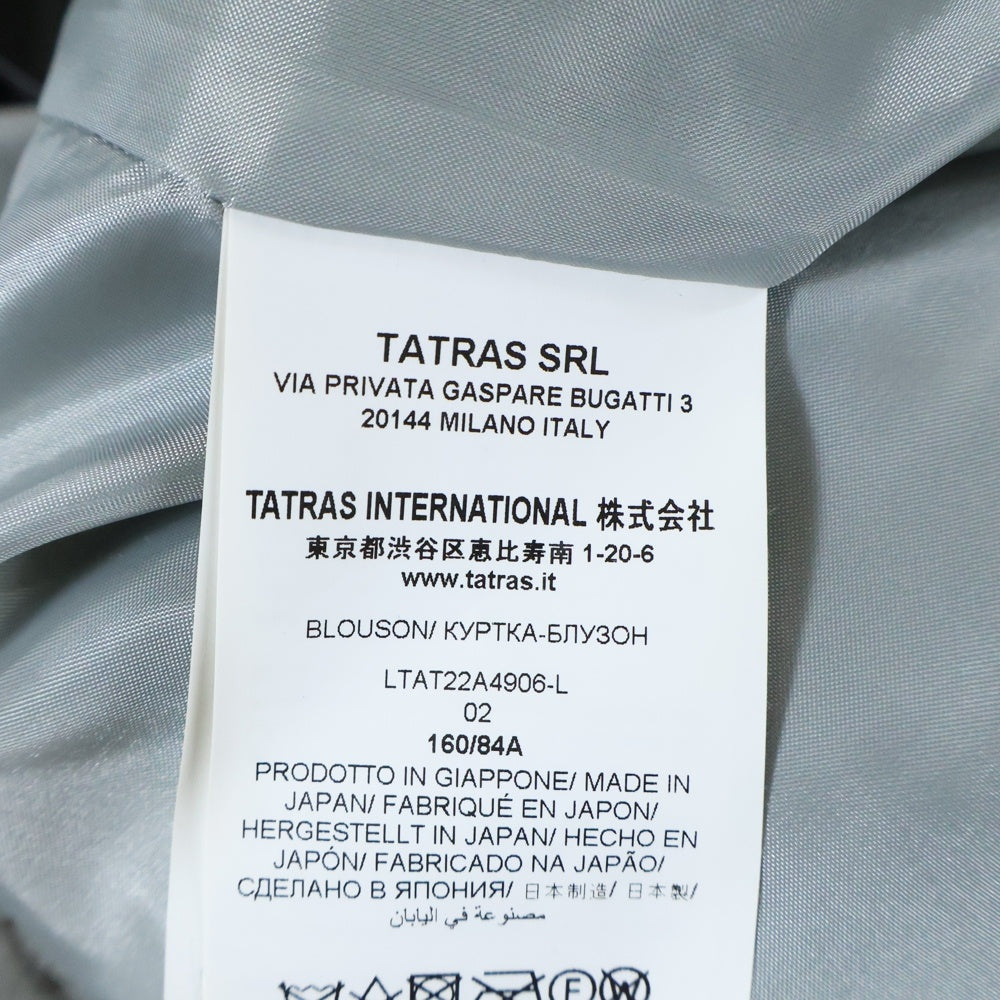 TATRAS SRL
VIA PRIVATA GASPARE BUGATTI 3
20144 MILANO ITALY
TATRAS INTERNATIONAL 株式会社
東京都渋谷区恵比寿南 1-20-6
www.tatras.it
BLOUSON/ КУРТКА-БЛУЗОН
LTAT22A4906-L
02
160/84A
PRODOTTO IN GIAPPONE/ MADE IN
JAPAN/ FABRIQUÉ EN JAPON/
HERGESTELLT IN JAPAN/ HECHO EN
JAPÓN/ FABRICADO NA JAPÃO/
СДЕЛАНО В ЯПОНИЯ/ 日本制造/ 日本製/
مصنوعة في اليابان